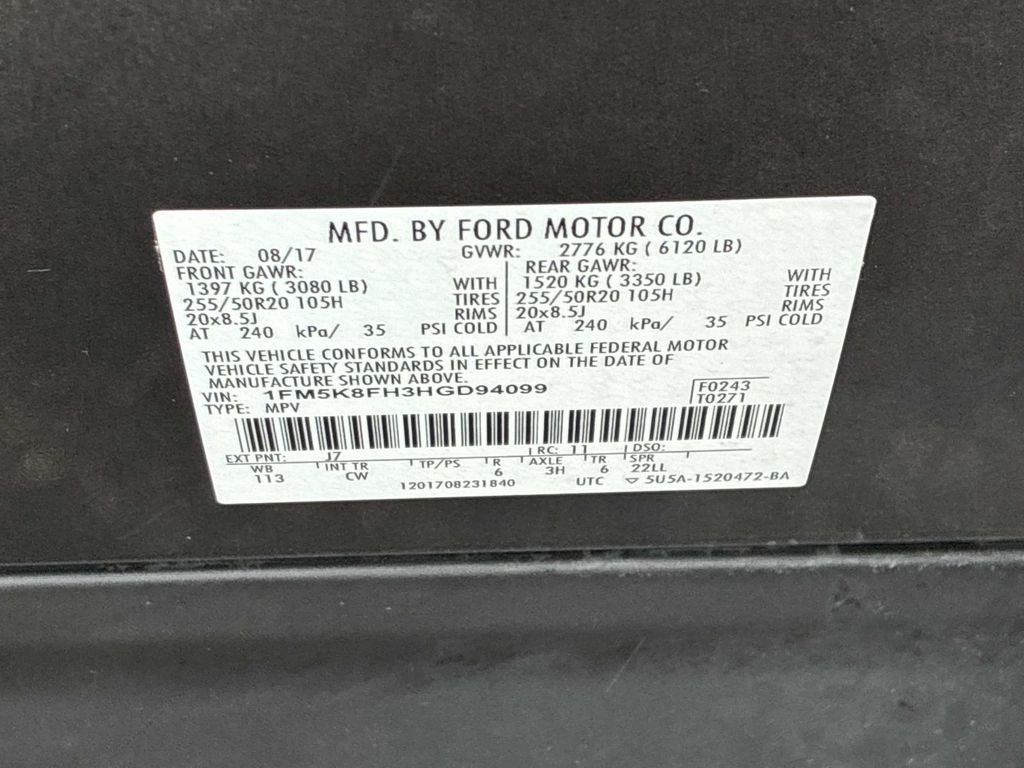 MFD. BY FORD MOTOR CO.
DATE: 08/17 GVWR: 2776 KG ( 6120 LB)
FRONT GAWR: REAR GAWR:
1397 KG ( 3080 LB) WITH 1520 KG ( 3350 LB) WITH
255/50R20 105H TIRES 255/50R20 105H TIRES
20x8.5J RIMS 20x8.5J RIMS
AT 240 kPa/ 35 PSI COLD AT 240 kPa/ 35 PSI COLD
THIS VEHICLE CONFORMS TO ALL APPLICABLE FEDERAL MOTOR
VEHICLE SAFETY STANDARDS IN EFFECT ON THE DATE OF
MANUFACTURE SHOWN ABOVE.
VIN: 1FM5K8FH3HGD94099 F0243
TYPE: MPV T0271
EXT PNT: J7 RC: 11 DSO:
WB INT TR TP/PS R AXLE TR SPR
113 CW 6 3H 6 22LL
1201708231840 UTC ▽ 5U5A-1520472-BA